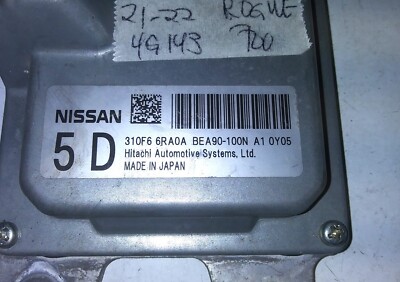 21-22 ROGUE
4G143 700
NISSAN
5 D
310F6 6RA0A BEA90-100N A1 0Y05
Hitachi Automotive Systems, Ltd.
MADE IN JAPAN